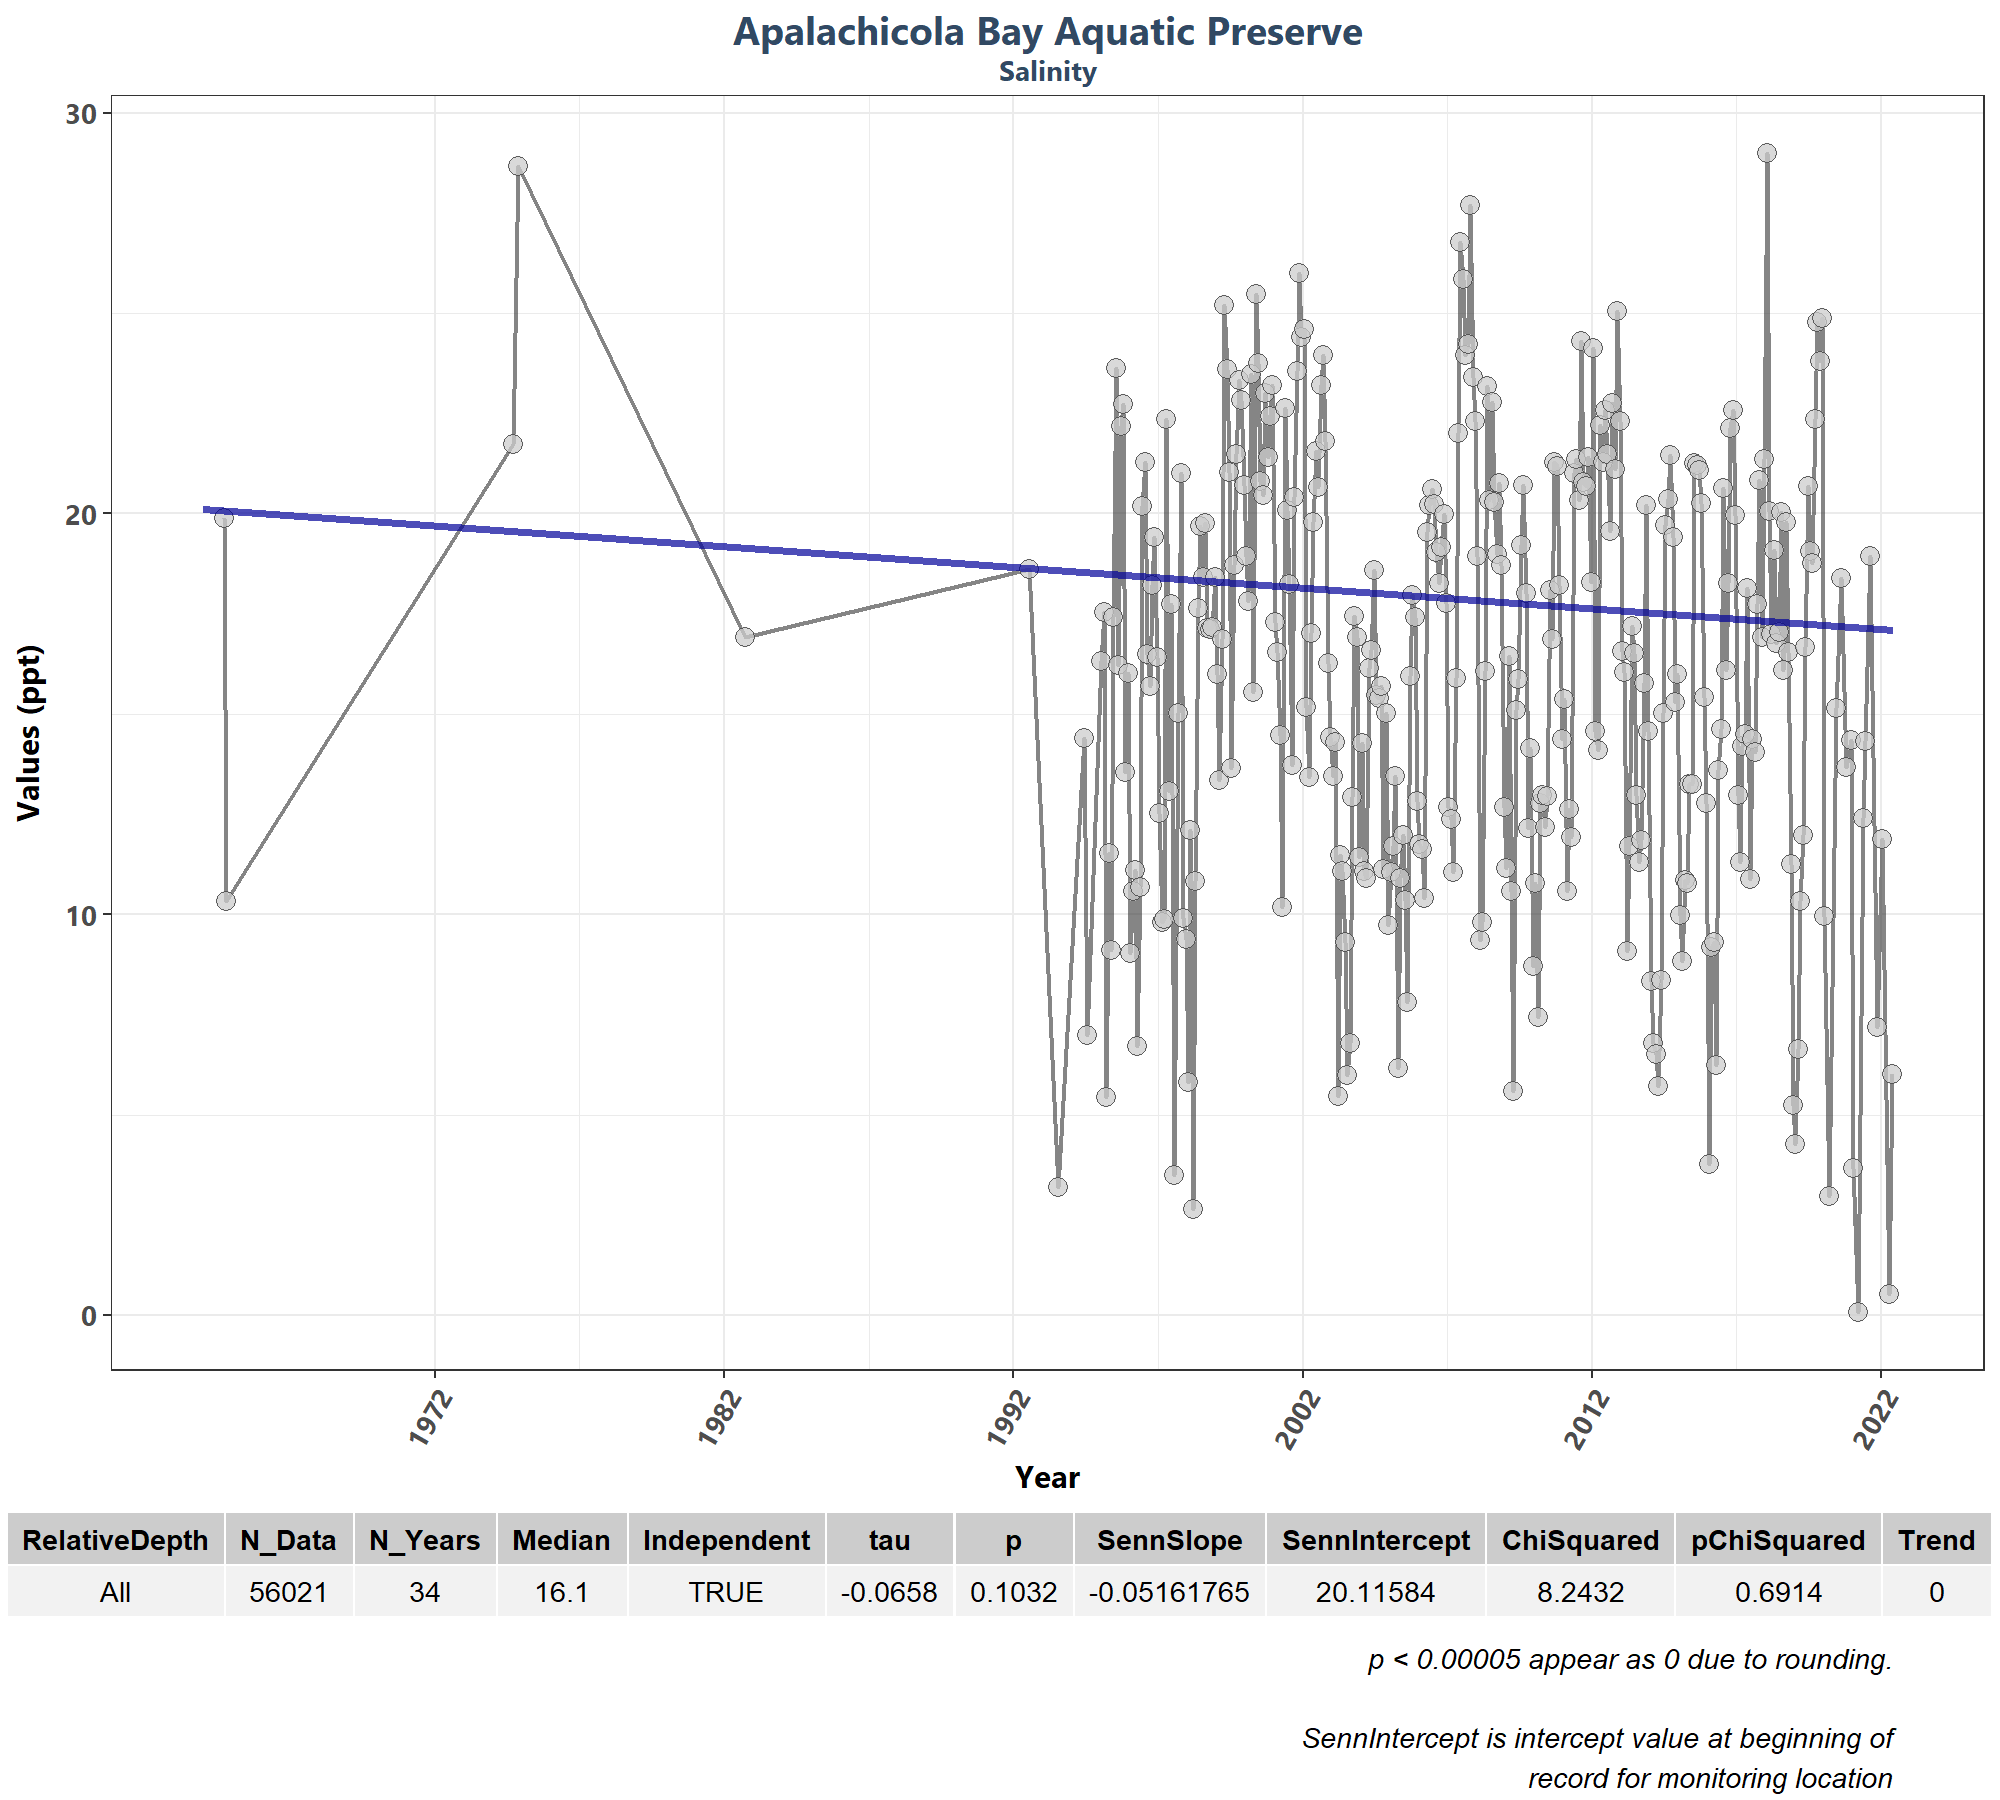 Apalachicola Bay Aquatic Preserve
Salinity
30
20
10
0
Values (ppt)
1972 1982 1992 2002 2012 2022
Year
RelativeDepth N_Data N_Years Median Independent tau p SennSlope SennIntercept ChiSquared pChiSquared Trend
All 56021 34 16.1 TRUE -0.0658 0.1032 -0.05161765 20.11584 8.2432 0.6914 0
p < 0.00005 appear as 0 due to rounding.
SennIntercept is intercept value at beginning of
record for monitoring location